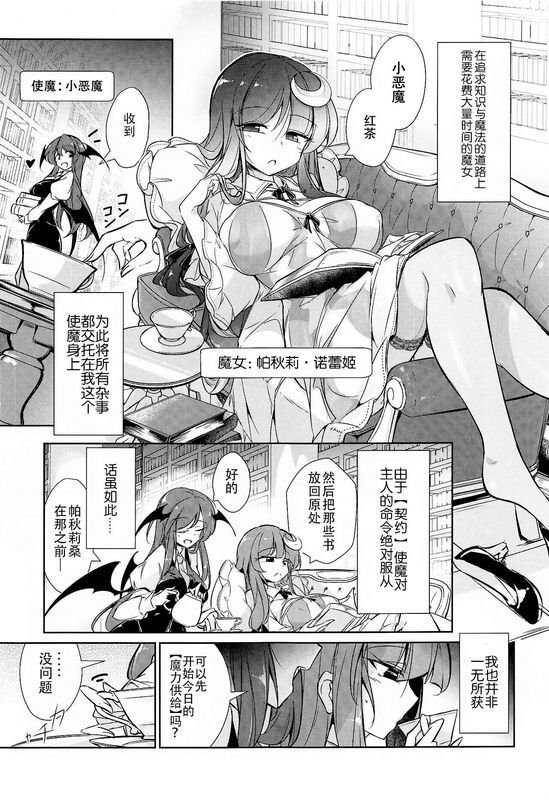 在追求知识与魔法的道路上
需要花费大量时间的魔女
小恶魔
红茶
使魔：小恶魔
收到
コン
コン
魔女：帕秋莉・诺蕾姬
为此将所有杂事
都交托在我这个
使魔身上
由于【契约】使魔对
主人的命令绝对服从
然后把那些书
放回原处
好的
话虽如此……
帕秋莉桑
在那之前—
我也并非
一无所获
可以先
开始今日的
【魔力供给】吗？
……
没问题